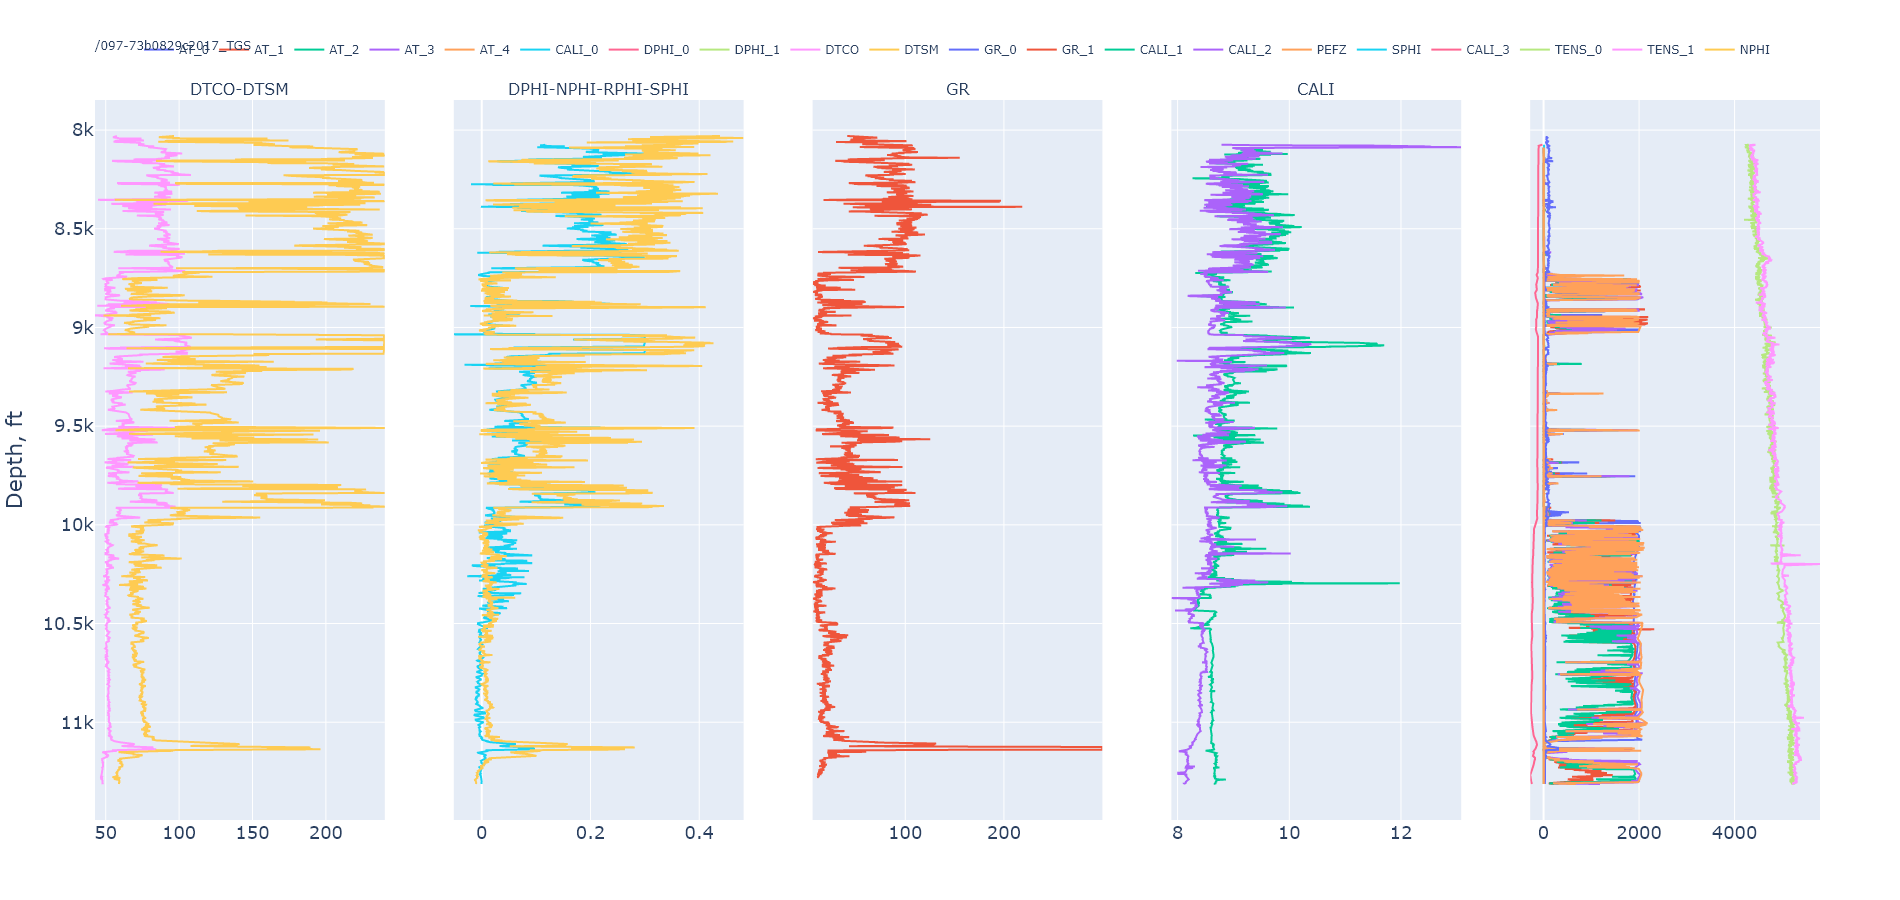 /097-73b0829c2017_TGS
AT_0 AT_1 AT_2 AT_3 AT_4 CALI_0 DPHI_0 DPHI_1 DTCO DTSM GR_0 GR_1 CALI_1 CALI_2 PEFZ SPHI CALI_3 TENS_0 TENS_1 NPHI
DTCO-DTSM DPHI-NPHI-RPHI-SPHI GR CALI
8k
8.5k
9k
9.5k
10k
10.5k
11k
Depth, ft
50 100 150 200 0 0.2 0.4 100 200 8 10 12 0 2000 4000